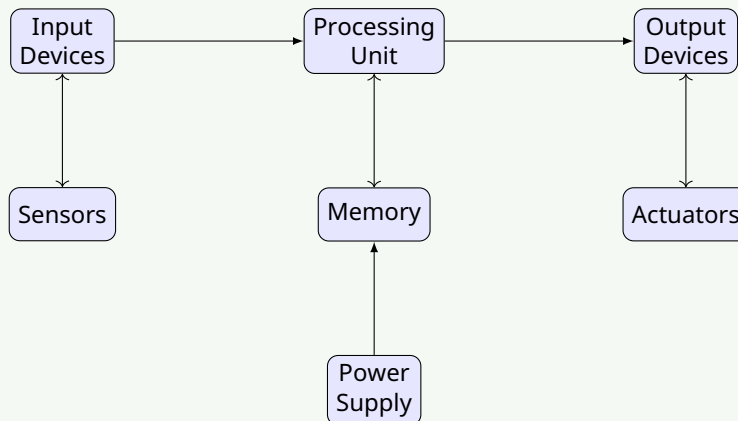 Input
Devices
Processing
Unit
Output
Devices
Sensors
Memory
Actuators
Power
Supply